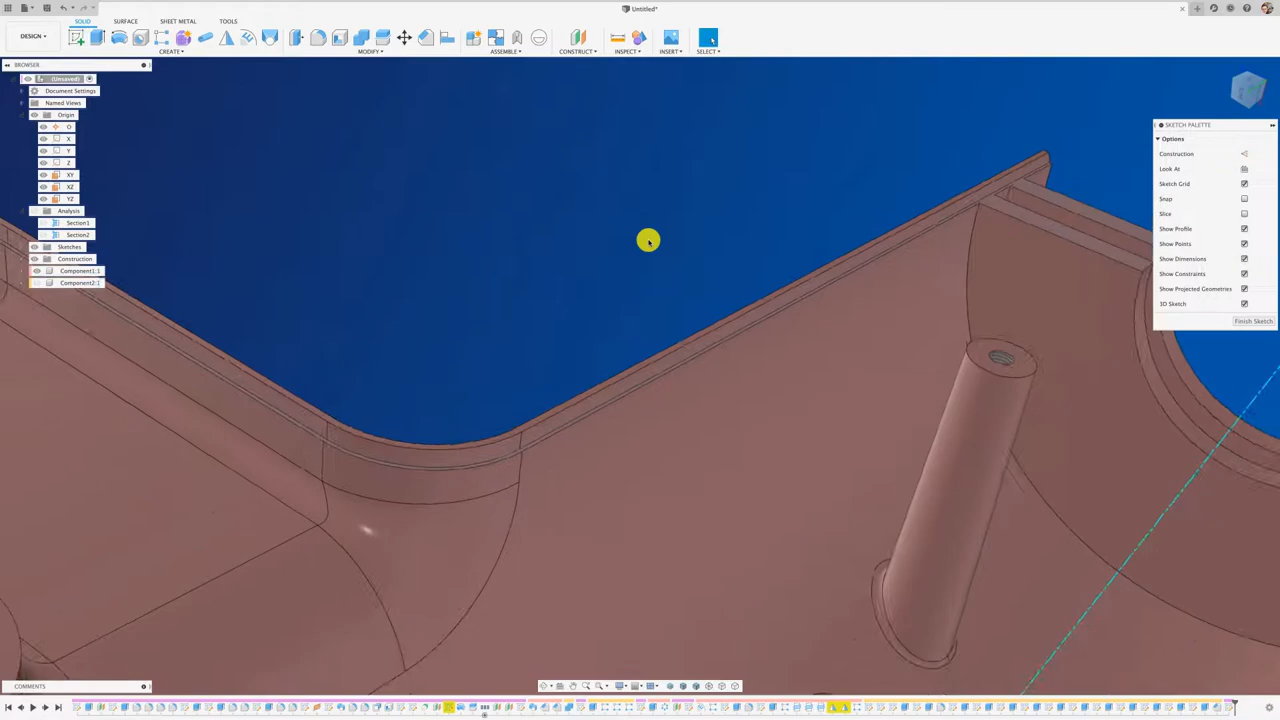 Untitled*
DESIGN
SOLID
SURFACE
SHEET METAL
TOOLS
CREATE
MODIFY
ASSEMBLE
CONSTRUCT
INSPECT
INSERT
SELECT
BROWSER
(Unsaved)
Document Settings
Named Views
Origin
O
X
Y
Z
XY
XZ
YZ
Analysis
Section1
Section2
Sketches
Construction
Component1:1
Component2:1
SKETCH PALETTE
Options
Construction
Look At
Sketch Grid
Snap
Slice
Show Profile
Show Points
Show Dimensions
Show Constraints
Show Projected Geometries
3D Sketch
Finish Sketch
COMMENTS